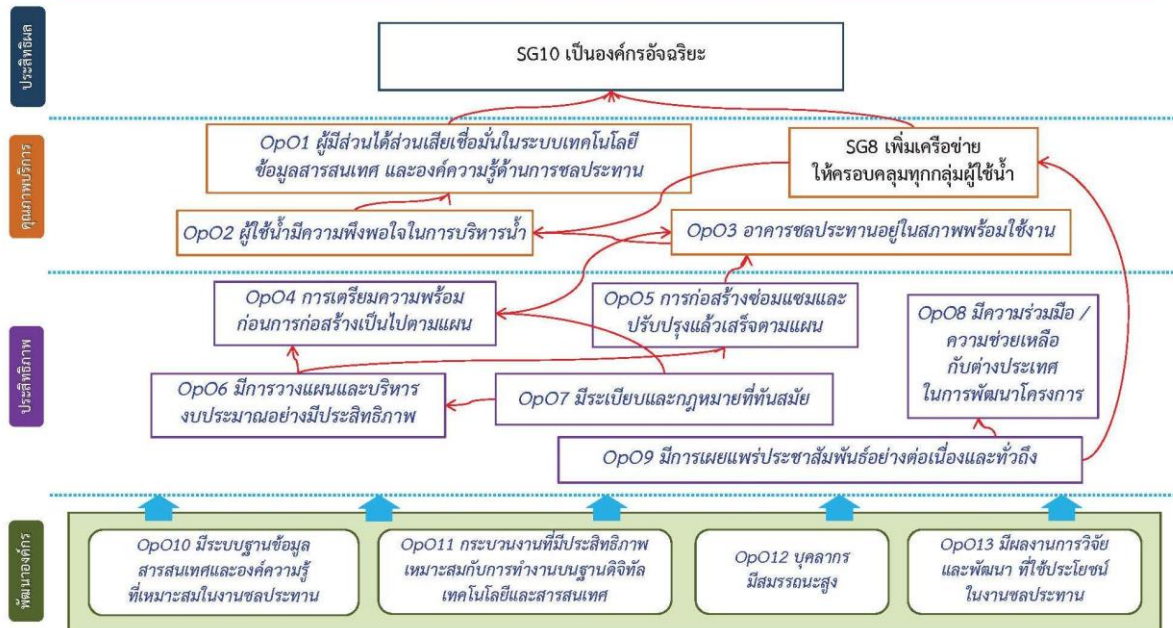 ประสิทธิผล
SG10 เป็นองค์กรอัจฉริยะ
คุณภาพบริการ
OpO1 ผู้มีส่วนได้ส่วนเสียเชื่อมั่นในระบบเทคโนโลยี
ข้อมูลสารสนเทศ และองค์ความรู้ด้านการชลประทาน
SG8 เพิ่มเครือข่าย
ให้ครอบคลุมทุกกลุ่มผู้ใช้น้ำ
OpO2 ผู้ใช้น้ำมีความพึงพอใจในการบริหารน้ำ
OpO3 อาคารชลประทานอยู่ในสภาพพร้อมใช้งาน
ประสิทธิภาพ
OpO4 การเตรียมความพร้อม
ก่อนการก่อสร้างเป็นไปตามแผน
OpO5 การก่อสร้างซ่อมแซมและ
ปรับปรุงแล้วเสร็จตามแผน
OpO8 มีความร่วมมือ /
ความช่วยเหลือ
กับต่างประเทศ
ในการพัฒนาโครงการ
OpO6 มีการวางแผนและบริหาร
งบประมาณอย่างมีประสิทธิภาพ
OpO7 มีระเบียบและกฎหมายที่ทันสมัย
OpO9 มีการเผยแพร่ประชาสัมพันธ์อย่างต่อเนื่องและทั่วถึง
พัฒนาองค์กร
OpO10 มีระบบฐานข้อมูล
สารสนเทศและองค์ความรู้
ที่เหมาะสมในงานชลประทาน
OpO11 กระบวนงานที่มีประสิทธิภาพ
เหมาะสมกับการทำงานบนฐานดิจิทัล
เทคโนโลยีและสารสนเทศ
OpO12 บุคลากร
มีสมรรถนะสูง
OpO13 มีผลงานการวิจัย
และพัฒนา ที่ใช้ประโยชน์
ในงานชลประทาน